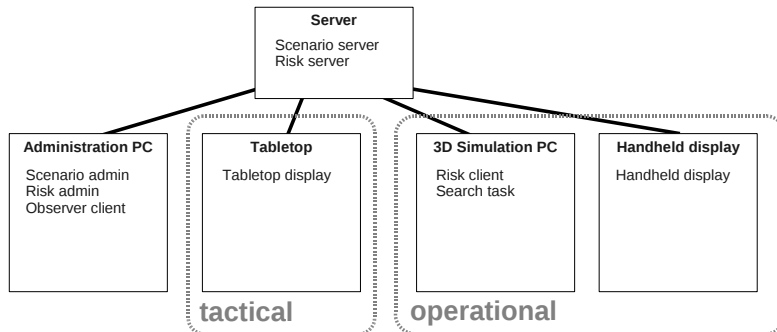 Server
Scenario server
Risk server
Administration PC
Scenario admin
Risk admin
Observer client
Tabletop
Tabletop display
3D Simulation PC
Risk client
Search task
Handheld display
Handheld display
tactical
operational